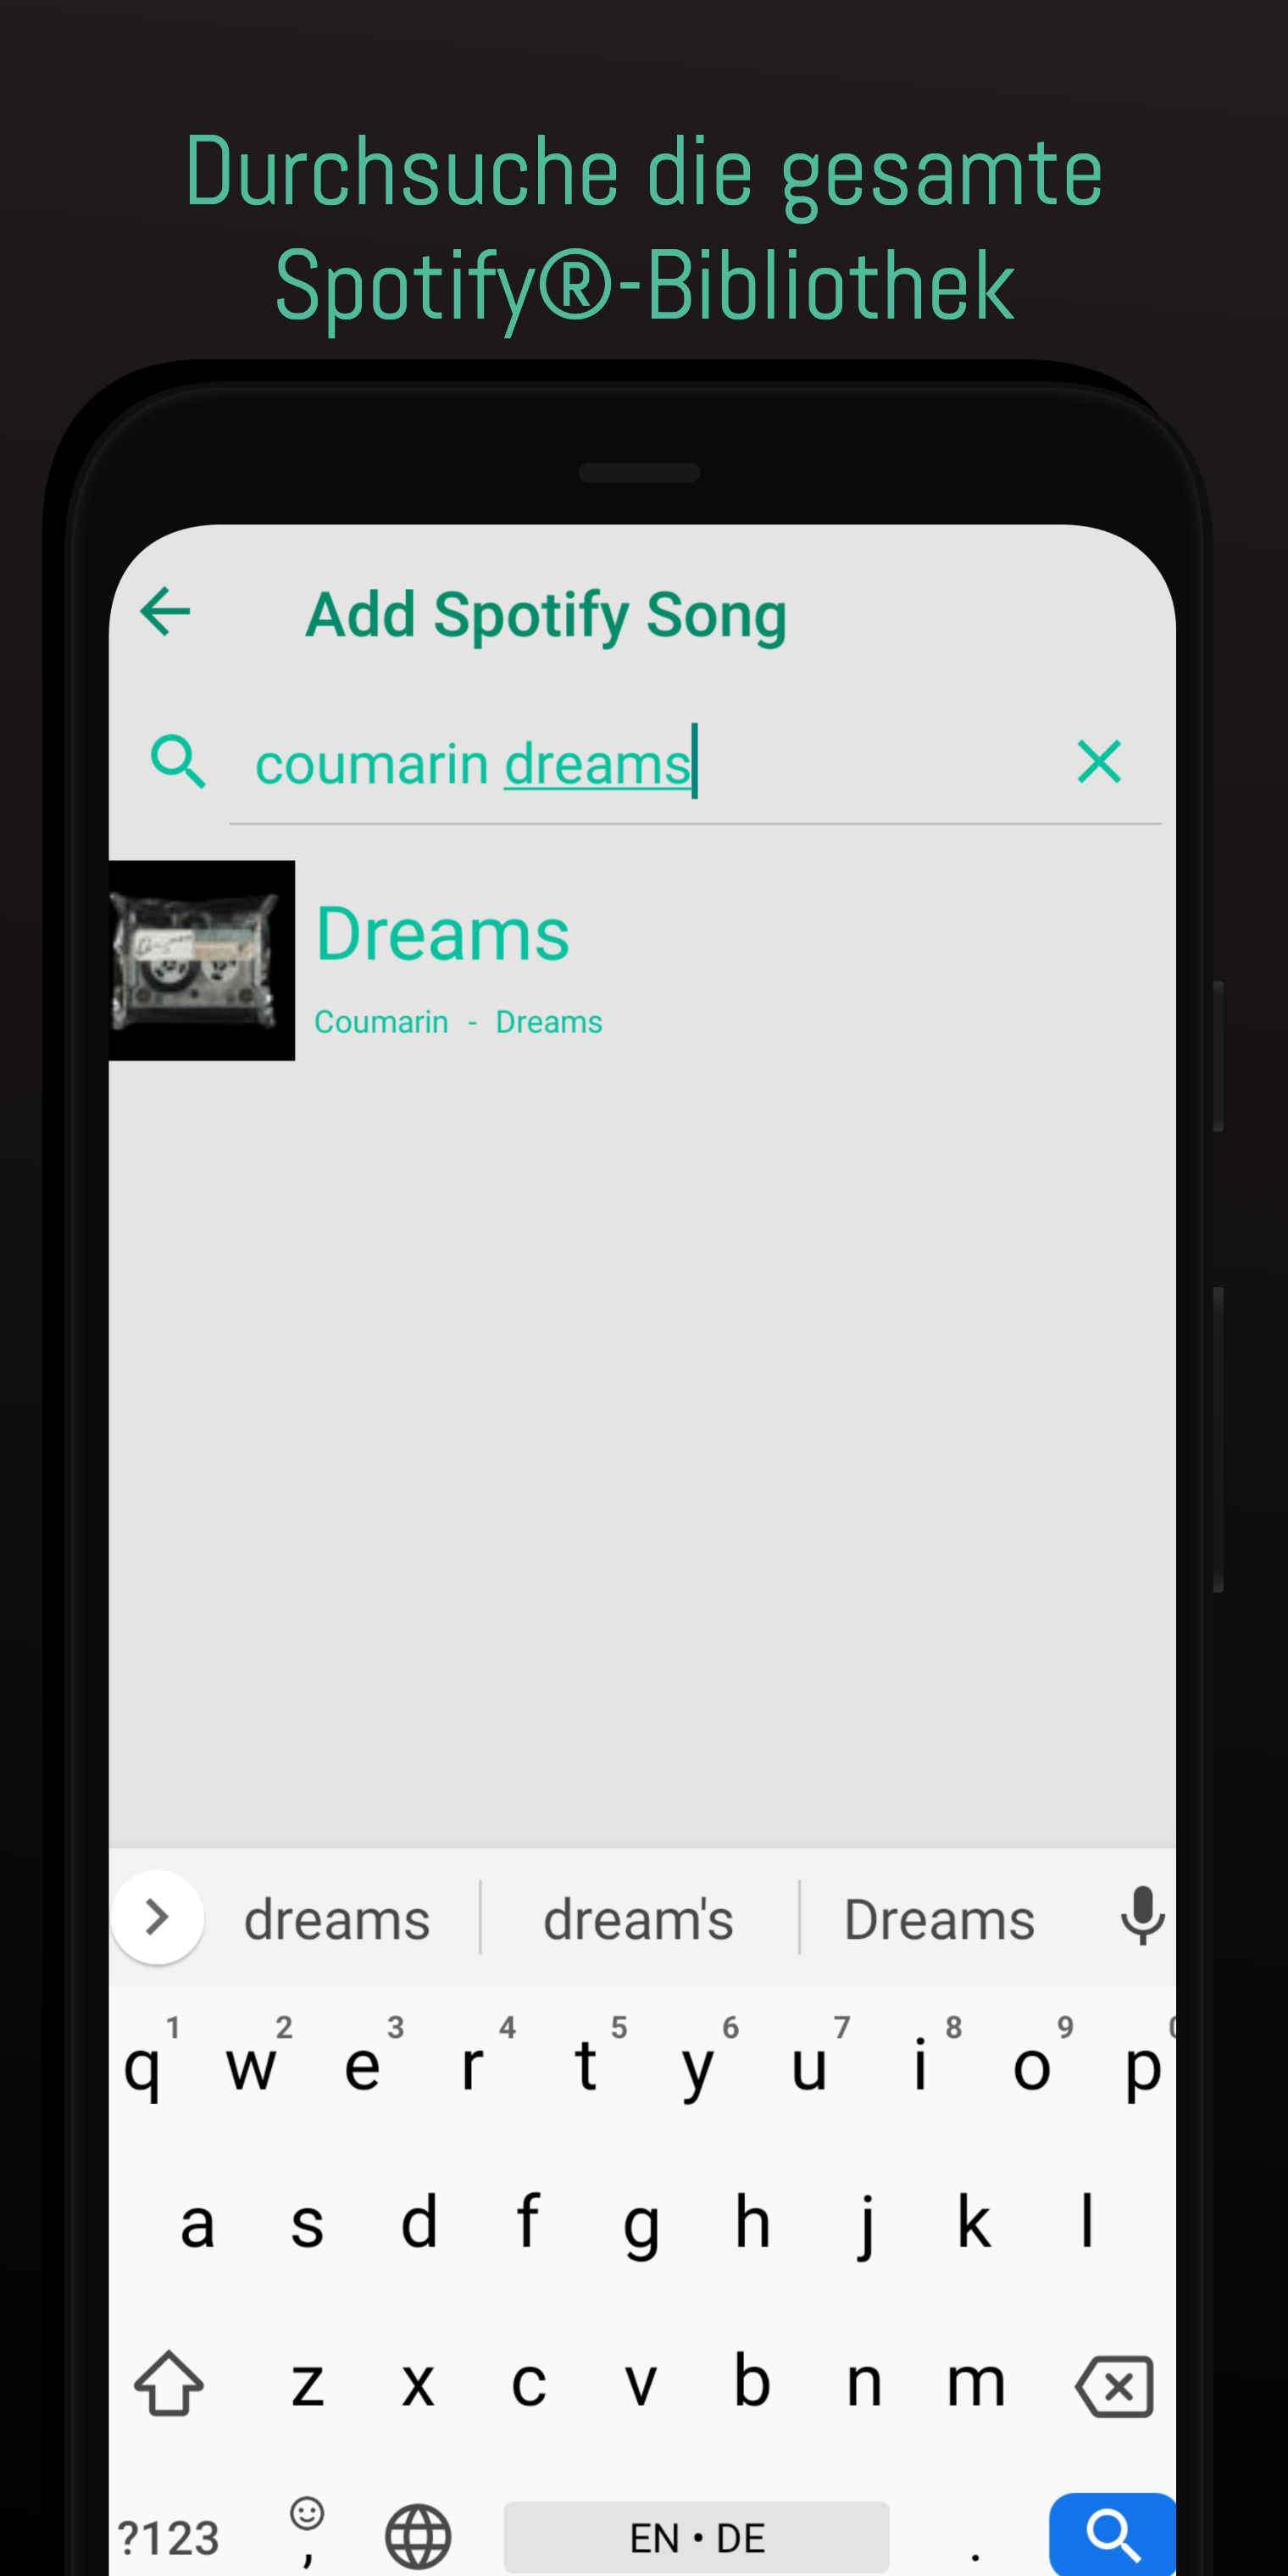 Durchsuche die gesamte
Spotify®-Bibliothek
Add Spotify Song
coumarin dreams
Dreams
Coumarin - Dreams
dreams dream's Dreams
1 2 3 4 5 6 7 8 9 0
q w e r t y u i o p
a s d f g h j k l
z x c v b n m
?123 , EN • DE .